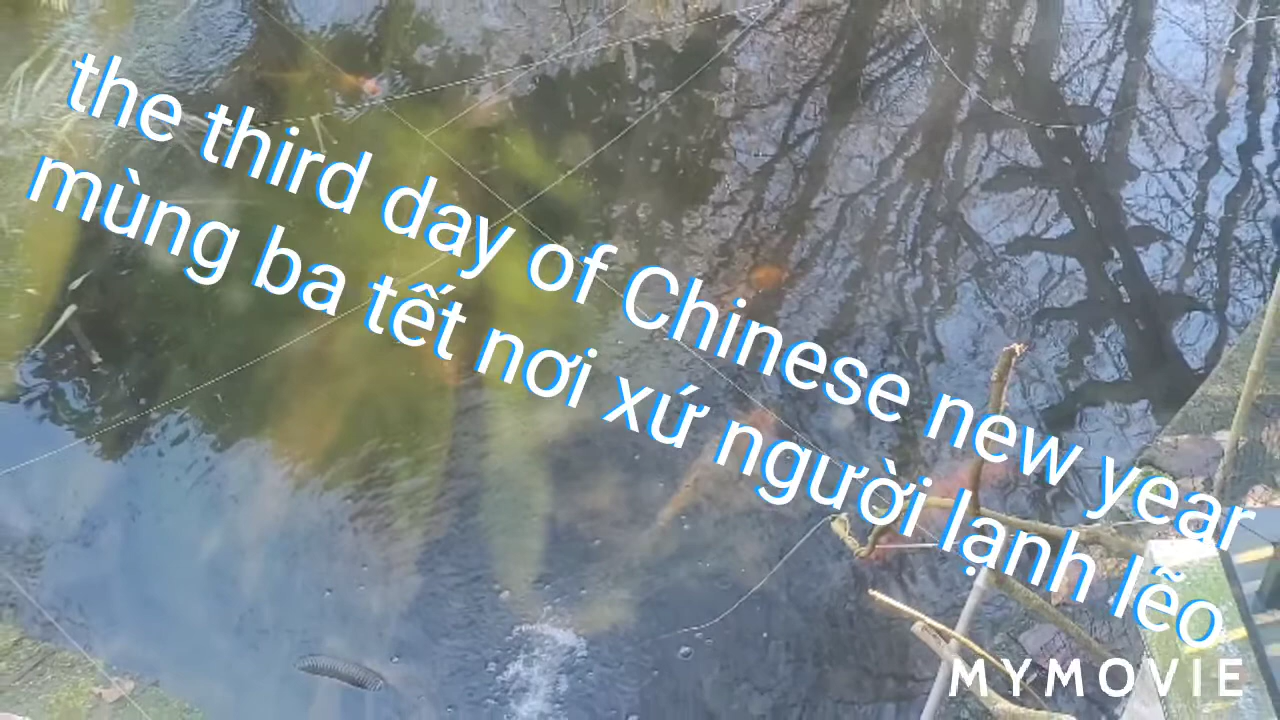 the third day of Chinese new year
mùng ba tết nơi xứ người lạnh lẽo
MYMOVIE